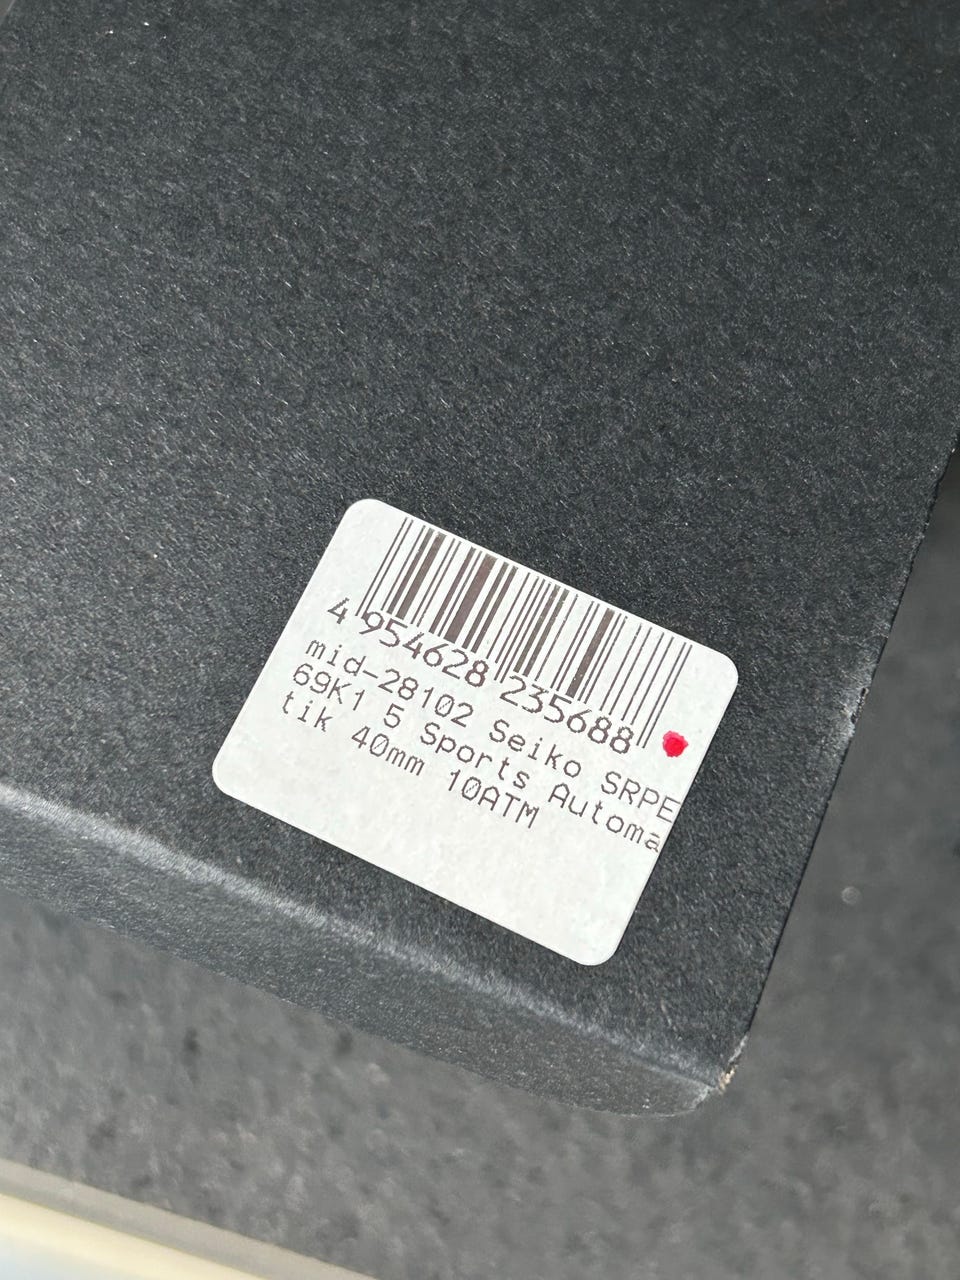 4 954628 235688
mid-28102 Seiko SRPE
69K1 5 Sports Automa
tik 40mm 10ATM